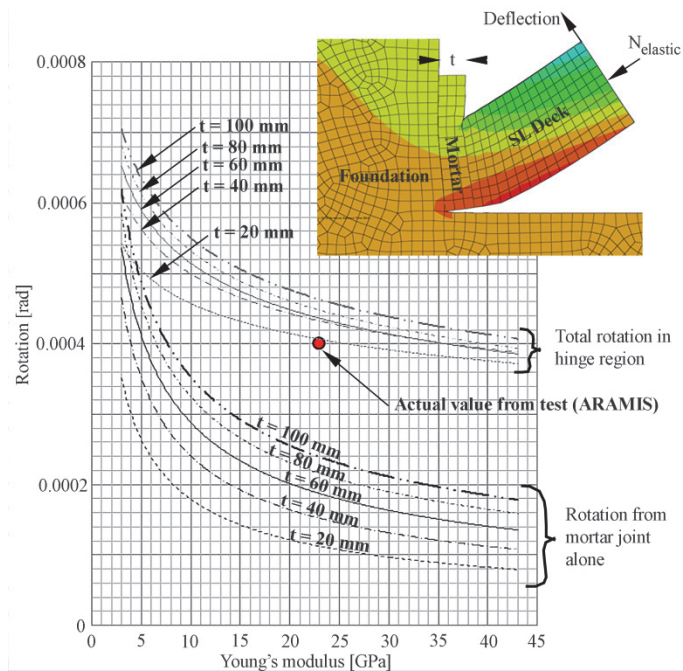 Deflection
N elastic
t
SL Deck
Mortar
Foundation
0.0008
0.0006
0.0004
0.0002
0
Rotation [rad]
t = 100 mm
t = 80 mm
t = 60 mm
t = 40 mm
t = 20 mm
Total rotation in
hinge region
Actual value from test (ARAMIS)
t = 100 mm
t = 80 mm
t = 60 mm
t = 40 mm
t = 20 mm
Rotation from
mortar joint
alone
0 5 10 15 20 25 30 35 40 45
Young's modulus [GPa]